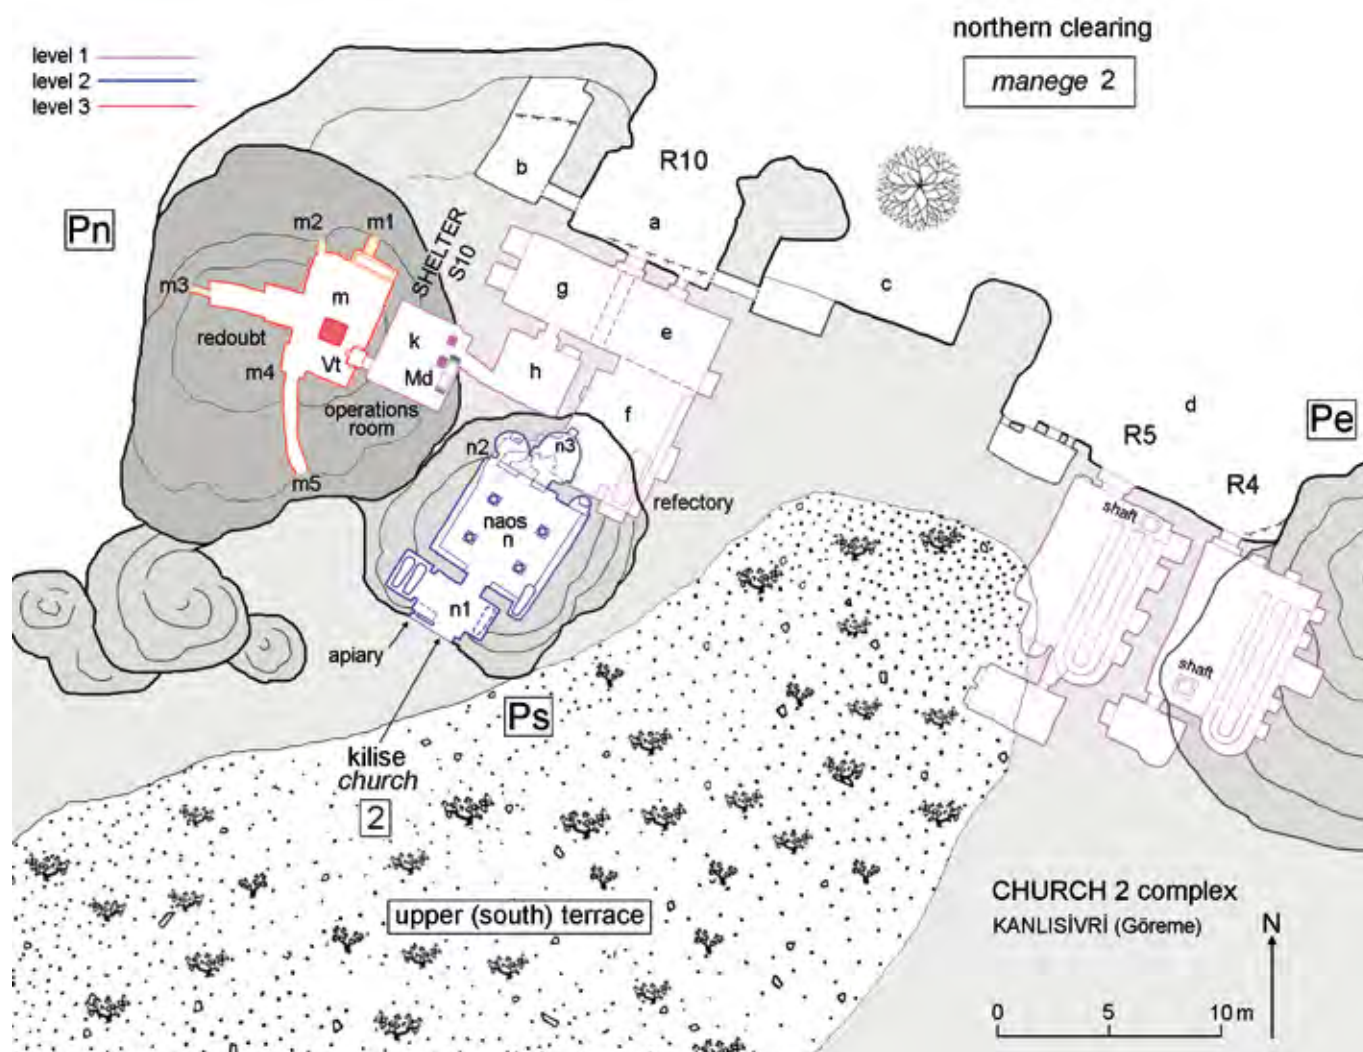 northern clearing
manege 2
level 1
level 2
level 3
R10
b
a
c
Pn
m2
m1
SHELTER
S10
m3
m
g
e
redoubt
k
h
m4
Vt
Md
operations
room
f
d
Pe
R5
R4
n2
n3
m5
refectory
shaft
naos
n
n1
apiary
shaft
Ps
kilise
church
2
upper (south) terrace
CHURCH 2 complex
KANLISİVRİ (Göreme)
N
0 5 10 m